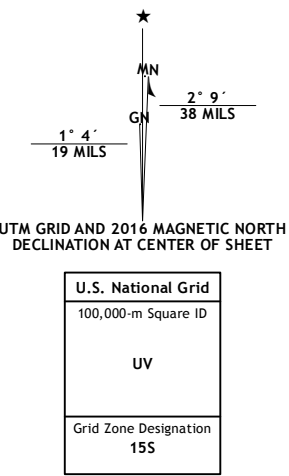 ★
MN
GN
2° 9´
38 MILS
1° 4´
19 MILS
UTM GRID AND 2016 MAGNETIC NORTH
DECLINATION AT CENTER OF SHEET
U.S. National Grid
100,000-m Square ID
UV
Grid Zone Designation
15S